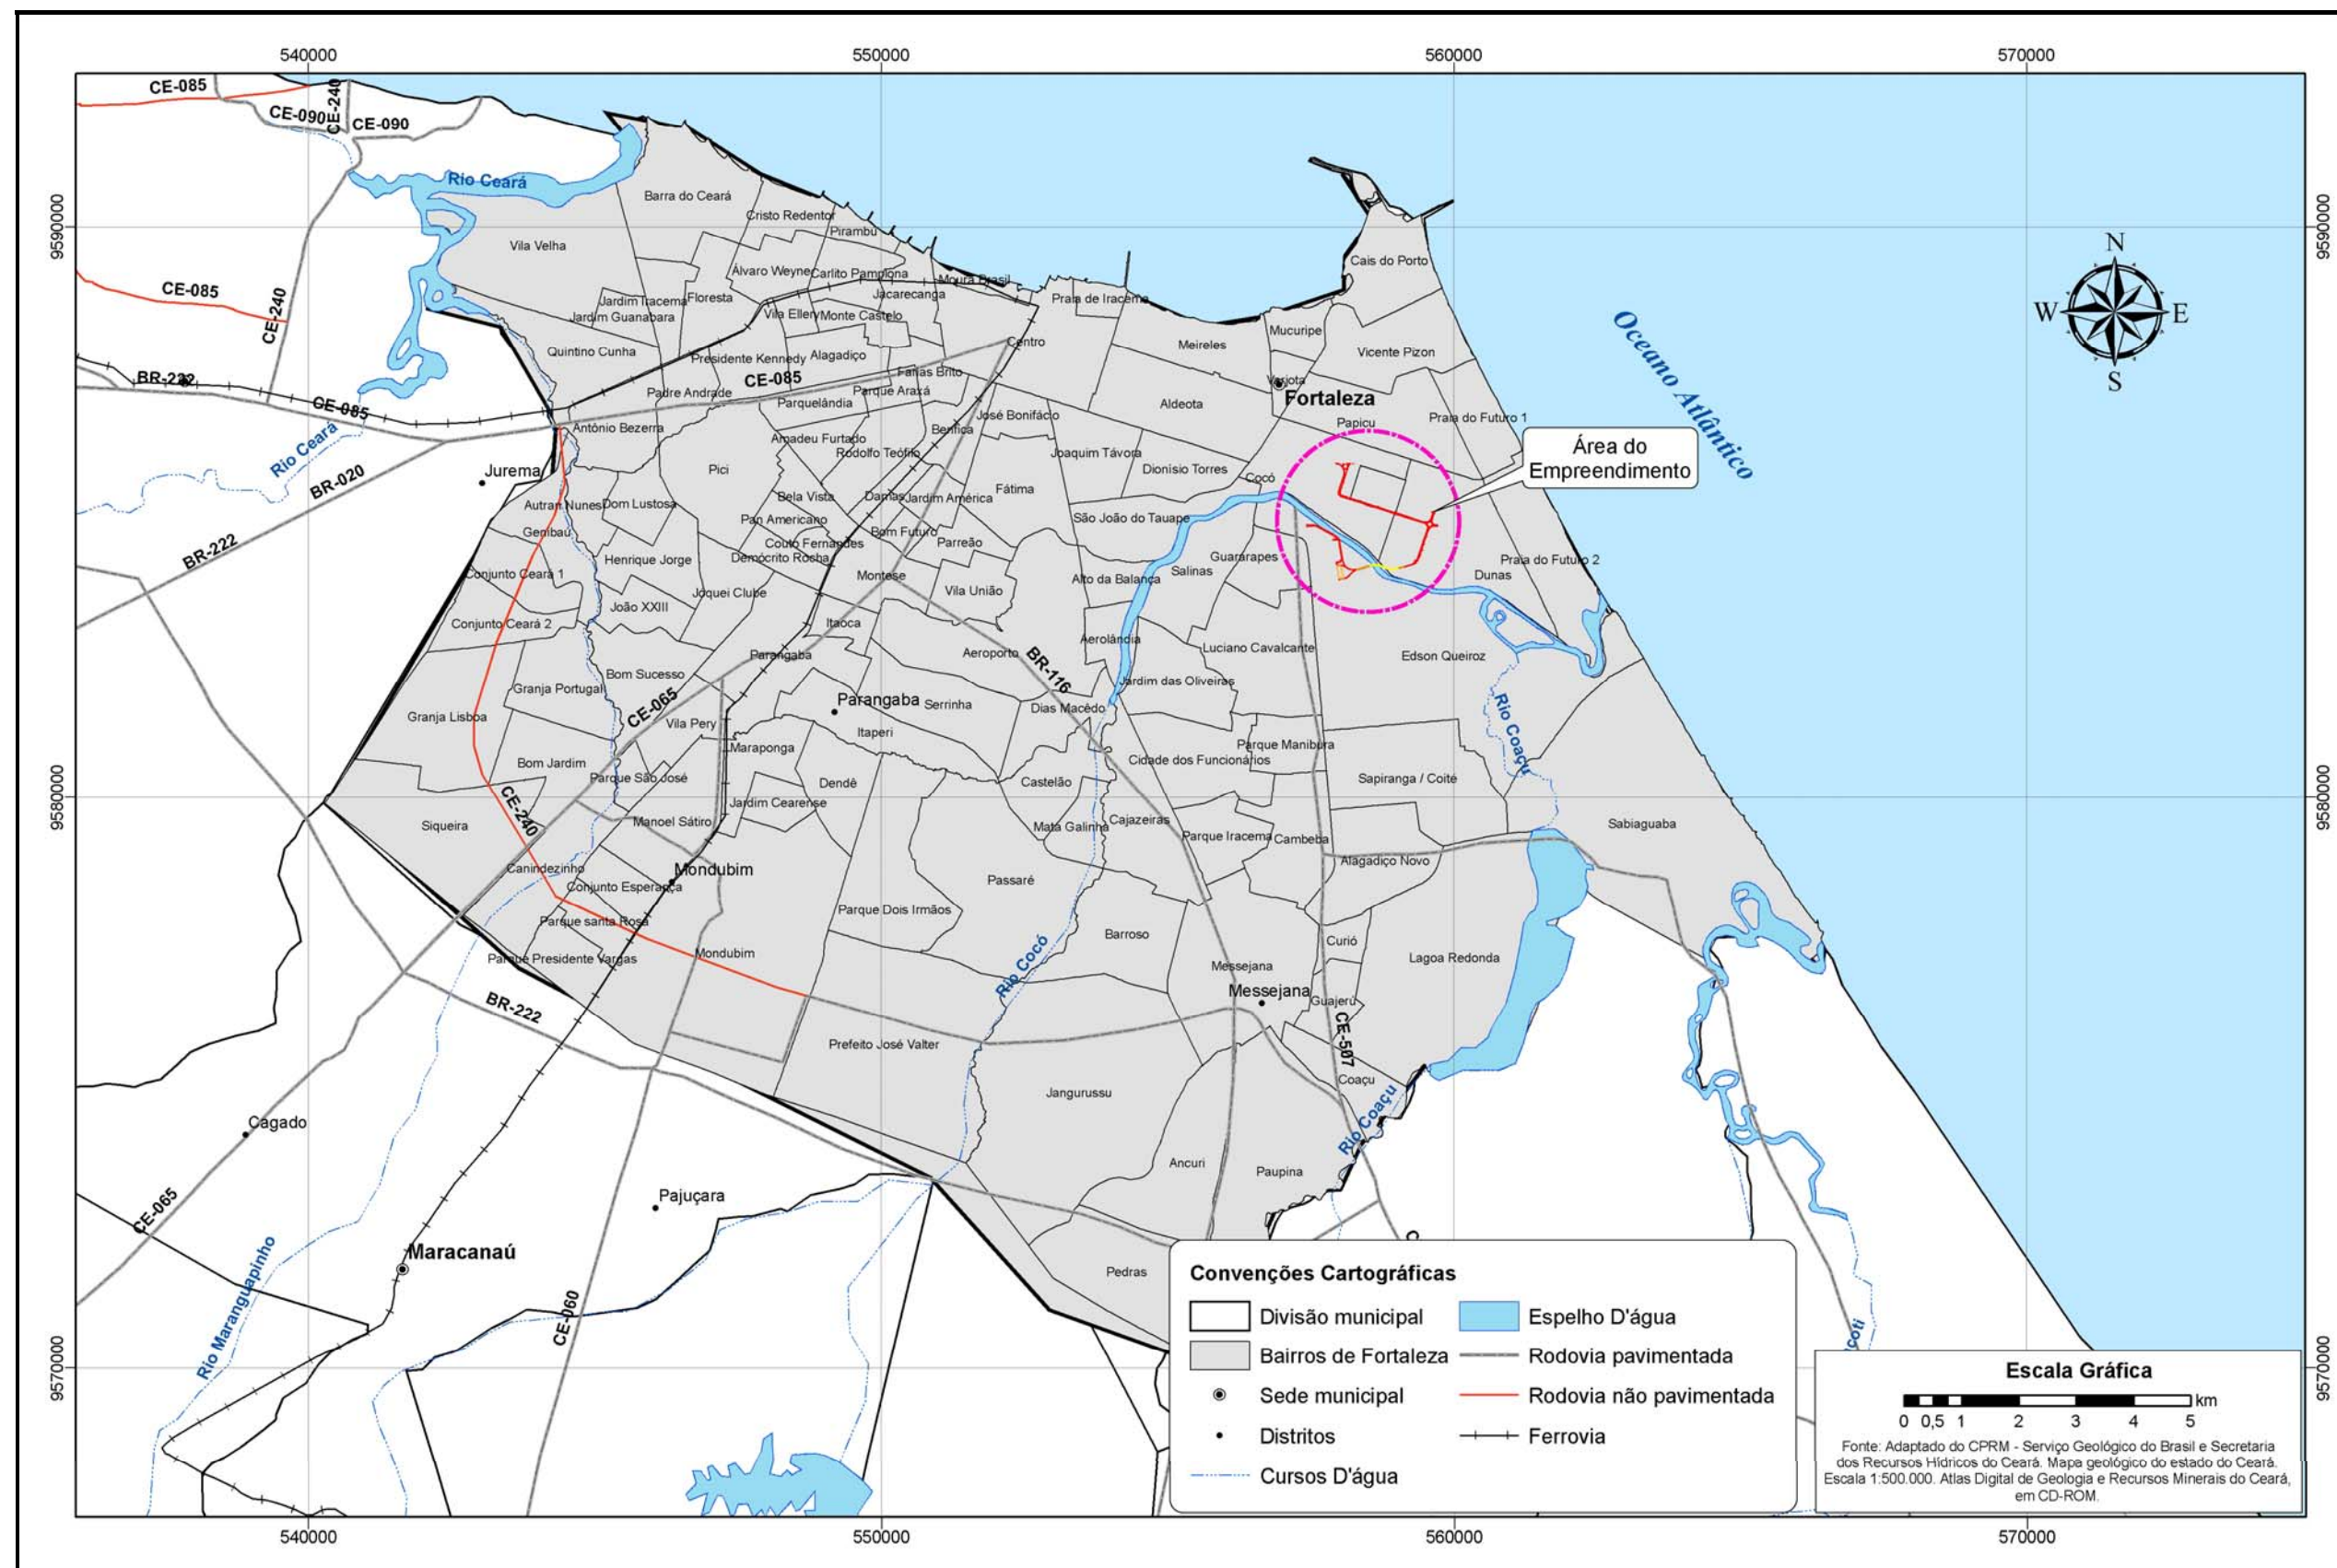 540000
550000
560000
570000
CE-085
CE-240
CE-090
CE-090
Rio Ceará
Barra do Ceará
Cristo Redentor
Pirambú
9590000
9590000
Vila Velha
Cais do Porto
N
W
E
S
Álvaro Weyne
Carlito Pamplona
Moura Brasil
Jacarecanga
CE-085
CE-240
Jardim Iracema
Floresta
Praia de Iracema
Jardim Guanabara
Vila Ellery
Monte Castelo
Mucuripe
Oceano Atlântico
Quintino Cunha
Presidente Kennedy
Alagadiço
Centro
Meireles
Vicente Pizon
BR-222
CE-085
Farias Brito
Varjota
Padre Andrade
Parque Araxá
Fortaleza
CE-085
Parquelândia
José Bonifácio
Aldeota
Papicu
Praia do Futuro 1
Antônio Bezerra
Benfica
Amadeu Furtado
Rodolfo Teófilo
Joaquim Távora
Área do
Empreendimento
Rio Ceará
Jurema
Pici
Dionísio Torres
Cocó
BR-020
Bela Vista
Damas
Jardim América
Fátima
Autran Nunes
Dom Lustosa
Pan Americano
São João do Tauape
Genibaú
Couto Fernandes
Bom Futuro
Parreão
BR-222
Henrique Jorge
Demócrito Rocha
Guararapes
Praia do Futuro 2
Conjunto Ceará 1
Montese
Alto da Balança
Salinas
Dunas
João XXIII
Jóquei Clube
Vila União
Conjunto Ceará 2
Itaoca
Aerolândia
Luciano Cavalcante
Parangaba
Aeroporto
BR-116
Edson Queiroz
Bom Sucesso
Granja Portugal
Jardim das Oliveiras
CE-065
Parangaba
Serrinha
Dias Macêdo
Rio Coaçu
Granja Lisboa
Vila Pery
Itaperi
Maraponga
Parque Manibura
Bom Jardim
Cidade dos Funcionários
Parque São José
Dendê
Castelão
Sapiranga / Coité
9580000
9580000
Jardim Cearense
CE-240
Siqueira
Manoel Sátiro
Mata Galinha
Cajazeiras
Sabiaguaba
Parque Iracema
Cambeba
Canindezinho
Mondubim
Alagadiço Novo
Conjunto Esperança
Passaré
Parque Dois Irmãos
Parque santa Rosa
Barroso
Curió
Mondubim
Rio Cocó
Parque Presidente Vargas
Messejana
Lagoa Redonda
BR-222
Messejana
Guajerú
CE-507
Prefeito José Valter
Coaçu
Jangurussu
Rio Coaçu
Cagado
Ancuri
Paupina
CE-065
Pajuçara
Maracanaú
Rio Maranguapinho
Pedras
CE-060
9570000
9570000
Convenções Cartográficas
Divisão municipal
Espelho D'água
Bairros de Fortaleza
Rodovia pavimentada
Sede municipal
Rodovia não pavimentada
Distritos
Ferrovia
Cursos D'água
Escala Gráfica
km
0 0,5 1 2 3 4 5
Fonte: Adaptado do CPRM - Serviço Geológico do Brasil e Secretaria
dos Recursos Hídricos do Ceará. Mapa geológico do estado do Ceará.
Escala 1:500.000. Atlas Digital de Geologia e Recursos Minerais do Ceará,
em CD-ROM.
540000
550000
560000
570000